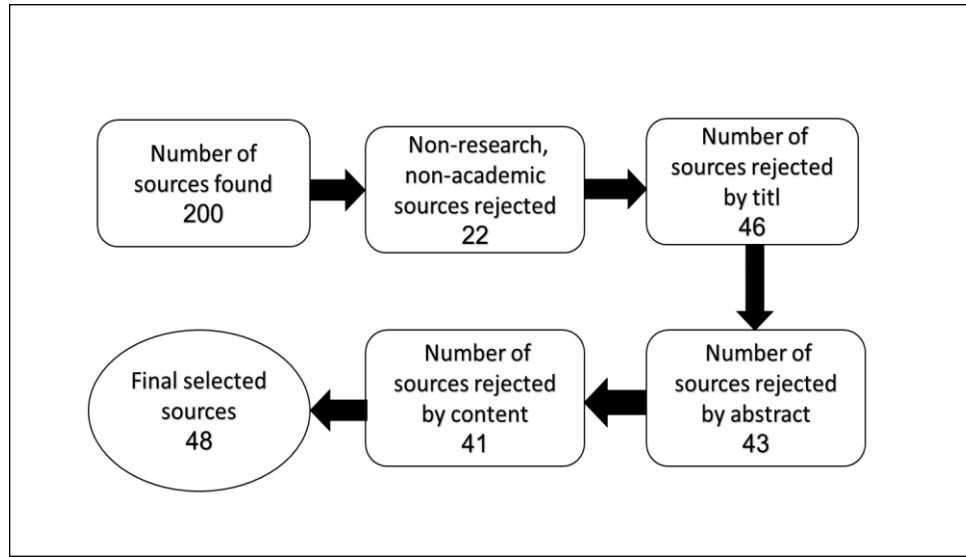 Number of
sources found
200
Non-research,
non-academic
sources rejected
22
Number of
sources rejected
by titl
46
Number of
sources rejected
by abstract
43
Number of
sources rejected
by content
41
Final selected
sources
48